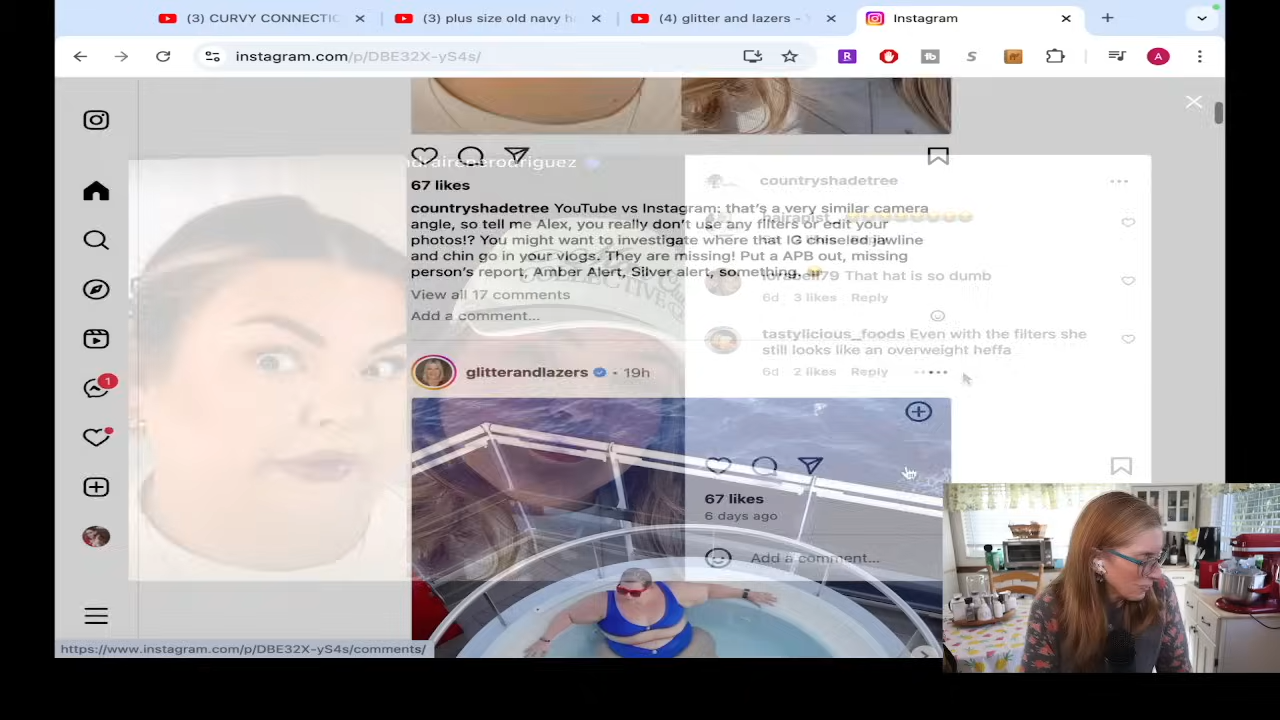 (3) CURVY CONNECTIC
(3) plus size old navy h
(4) glitter and lazers - Y
Instagram
instagram.com/p/DBE32X-yS4s/
R
tb
S
A
drairenerodriguez
67 likes
countryshadetree YouTube vs Instagram: that's a very similar camera
angle, so tell me Alex, you really don't use any filters or edit your
photos!? You might want to investigate where that IG chiseled jawline
and chin go in your vlogs. They are missing! Put a APB out, missing
person's report, Amber Alert, Silver alert, something.
View all 17 comments
Add a comment...
glitterandlazers • 19h
1
COLLECTIVE
countryshadetree
Reply
That hat is so dumb
6d 3 likes Reply
tastylicious_foods Even with the filters she
still looks like an overweight heffa
6d 2 likes Reply
67 likes
6 days ago
Add a comment...
https://www.instagram.com/p/DBE32X-yS4s/comments/